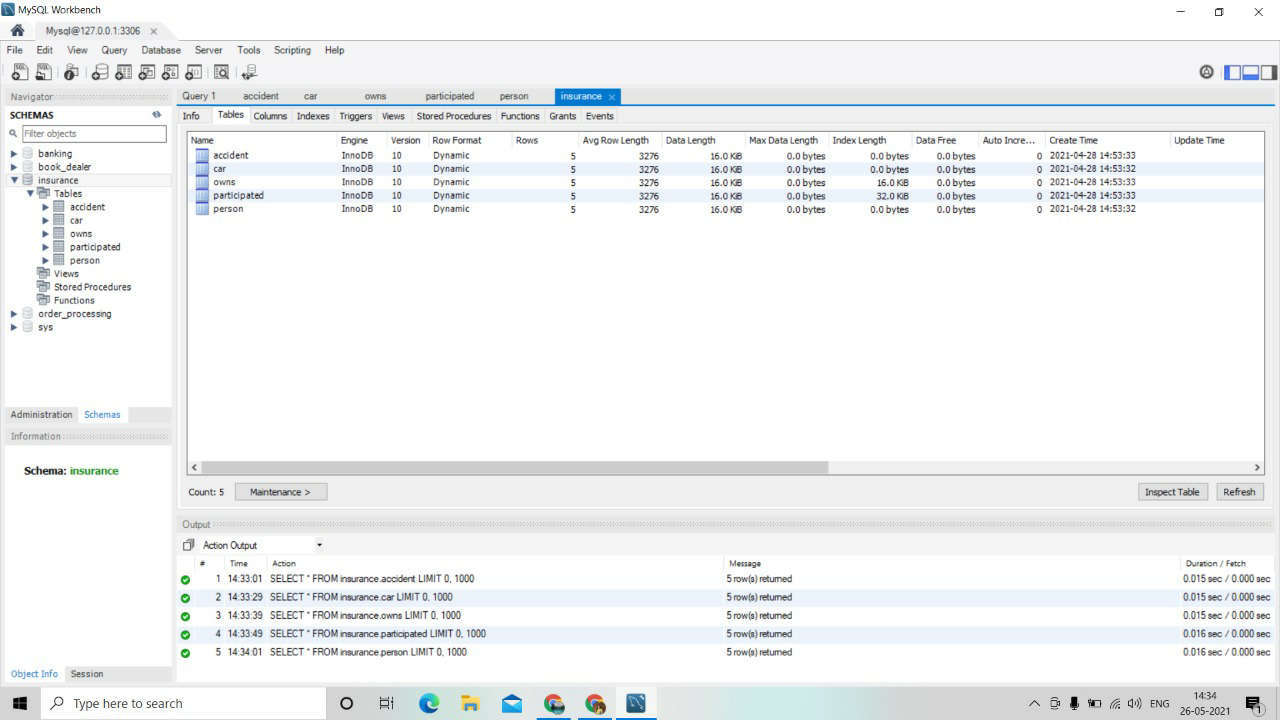 MySQL Workbench
Mysql@127.0.0.1:3306
File Edit View Query Database Server Tools Scripting Help
Navigator
SCHEMAS
Filter objects
banking
book_dealer
insurance
Tables
accident
car
owns
participated
person
Views
Stored Procedures
Functions
order_processing
sys
Administration Schemas
Information
Schema: insurance
Object Info Session
Query 1 accident car owns participated person insurance
Info Tables Columns Indexes Triggers Views Stored Procedures Functions Grants Events
Name Engine Version Row Format Rows Avg Row Length Data Length Max Data Length Index Length Data Free Auto Incre... Create Time Update Time
accident InnoDB 10 Dynamic 5 3276 16.0 KiB 0.0 bytes 0.0 bytes 0.0 bytes 0 2021-04-28 14:53:33
car InnoDB 10 Dynamic 5 3276 16.0 KiB 0.0 bytes 0.0 bytes 0.0 bytes 0 2021-04-28 14:53:32
owns InnoDB 10 Dynamic 5 3276 16.0 KiB 0.0 bytes 16.0 KiB 0.0 bytes 0 2021-04-28 14:53:33
participated InnoDB 10 Dynamic 5 3276 16.0 KiB 0.0 bytes 32.0 KiB 0.0 bytes 0 2021-04-28 14:53:33
person InnoDB 10 Dynamic 5 3276 16.0 KiB 0.0 bytes 0.0 bytes 0.0 bytes 0 2021-04-28 14:53:32
Count: 5 Maintenance > Inspect Table Refresh
Output
Action Output
# Time Action Message Duration / Fetch
1 14:33:01 SELECT * FROM insurance.accident LIMIT 0, 1000 5 row(s) returned 0.015 sec / 0.000 sec
2 14:33:29 SELECT * FROM insurance.car LIMIT 0, 1000 5 row(s) returned 0.015 sec / 0.000 sec
3 14:33:39 SELECT * FROM insurance.owns LIMIT 0, 1000 5 row(s) returned 0.015 sec / 0.000 sec
4 14:33:49 SELECT * FROM insurance.participated LIMIT 0, 1000 5 row(s) returned 0.016 sec / 0.000 sec
5 14:34:01 SELECT * FROM insurance.person LIMIT 0, 1000 5 row(s) returned 0.016 sec / 0.000 sec
Type here to search
ENG
14:34
26-05-2021
1